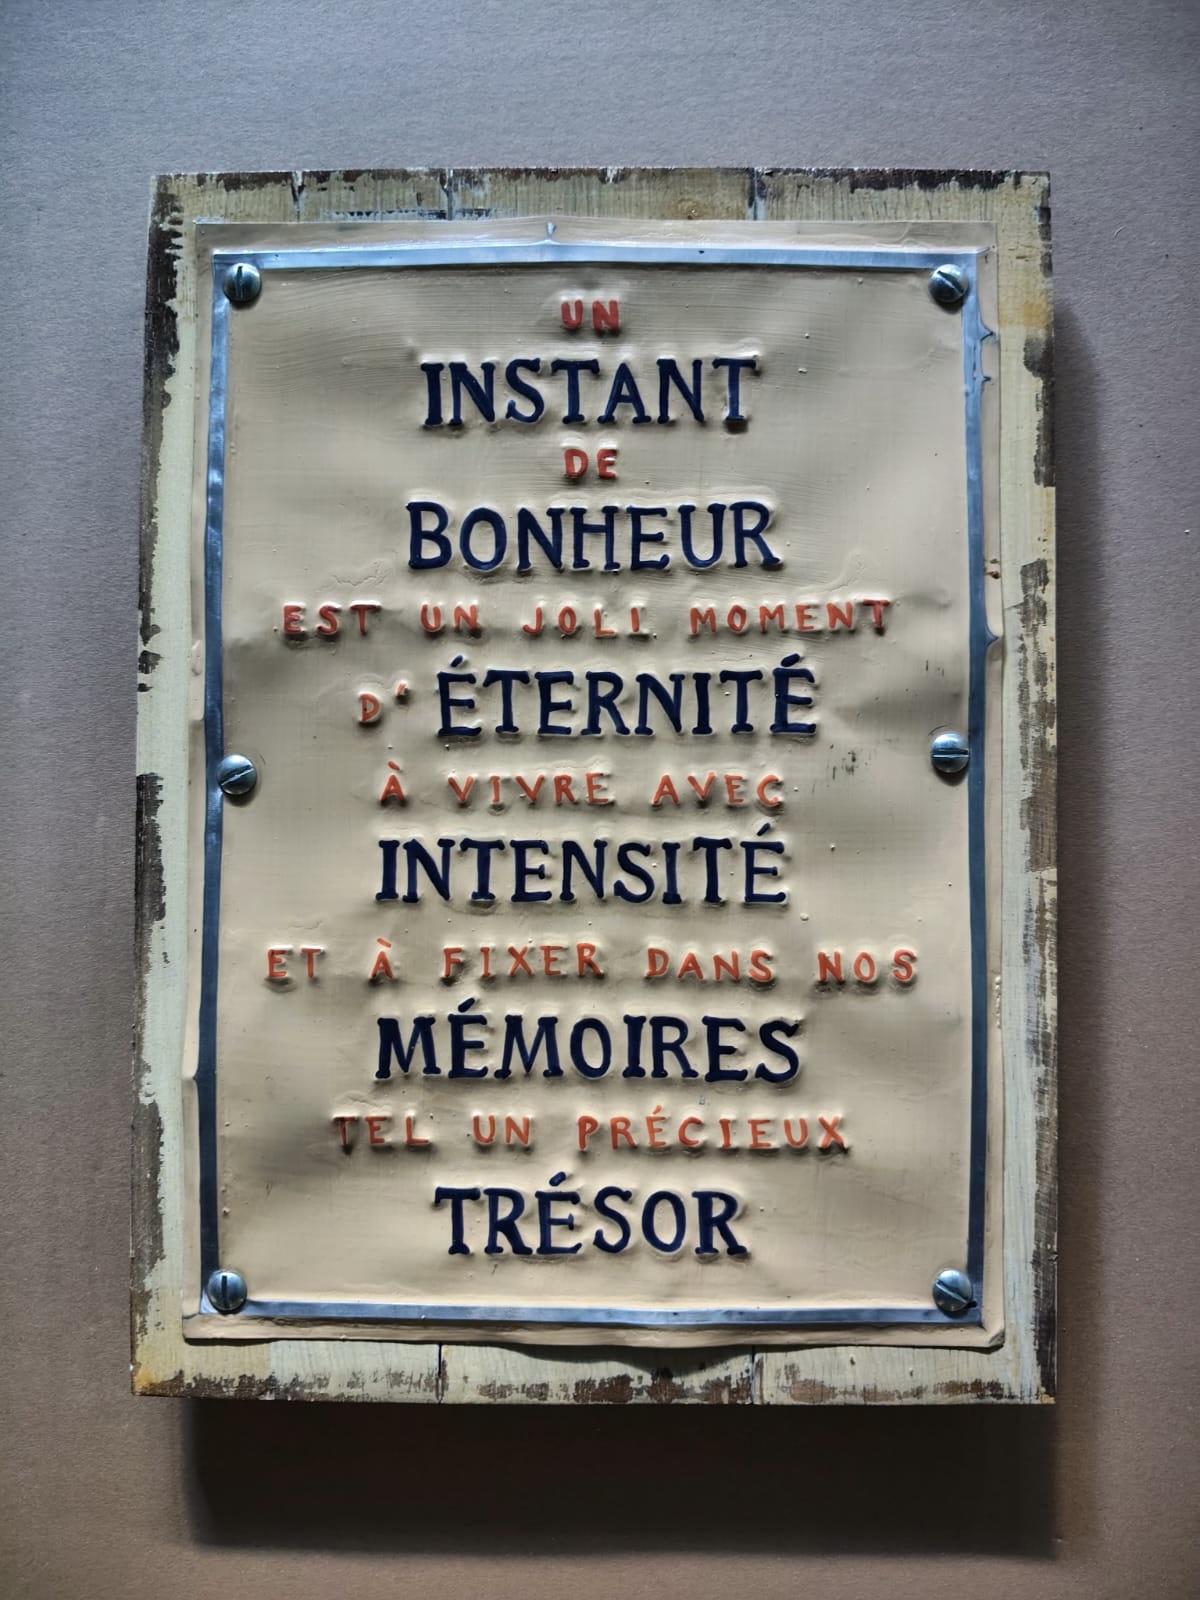 UN
INSTANT
DE
BONHEUR
EST UN JOLI MOMENT
D'ÉTERNITÉ
À VIVRE AVEC
INTENSITÉ
ET À FIXER DANS NOS
MÉMOIRES
TEL UN PRÉCIEUX
TRÉSOR